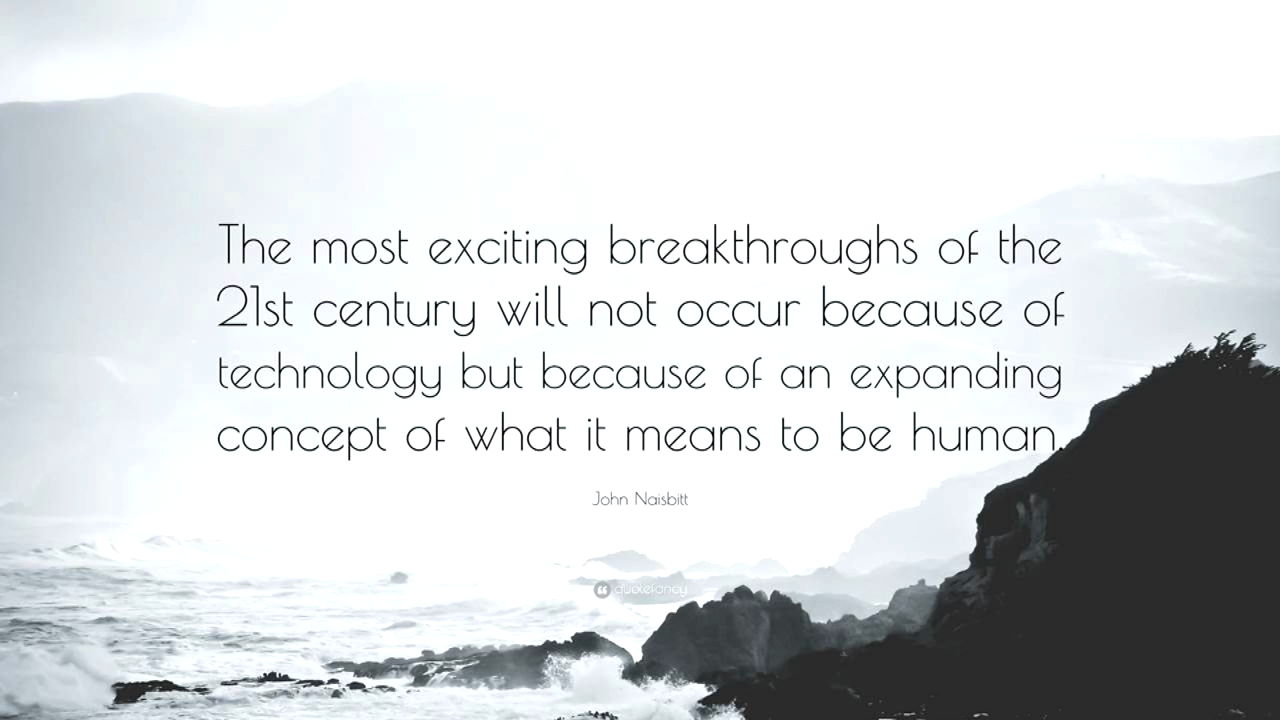 The most exciting breakthroughs of the
21st century will not occur because of
technology but because of an expanding
concept of what it means to be human.
John Naisbitt
quotefancy